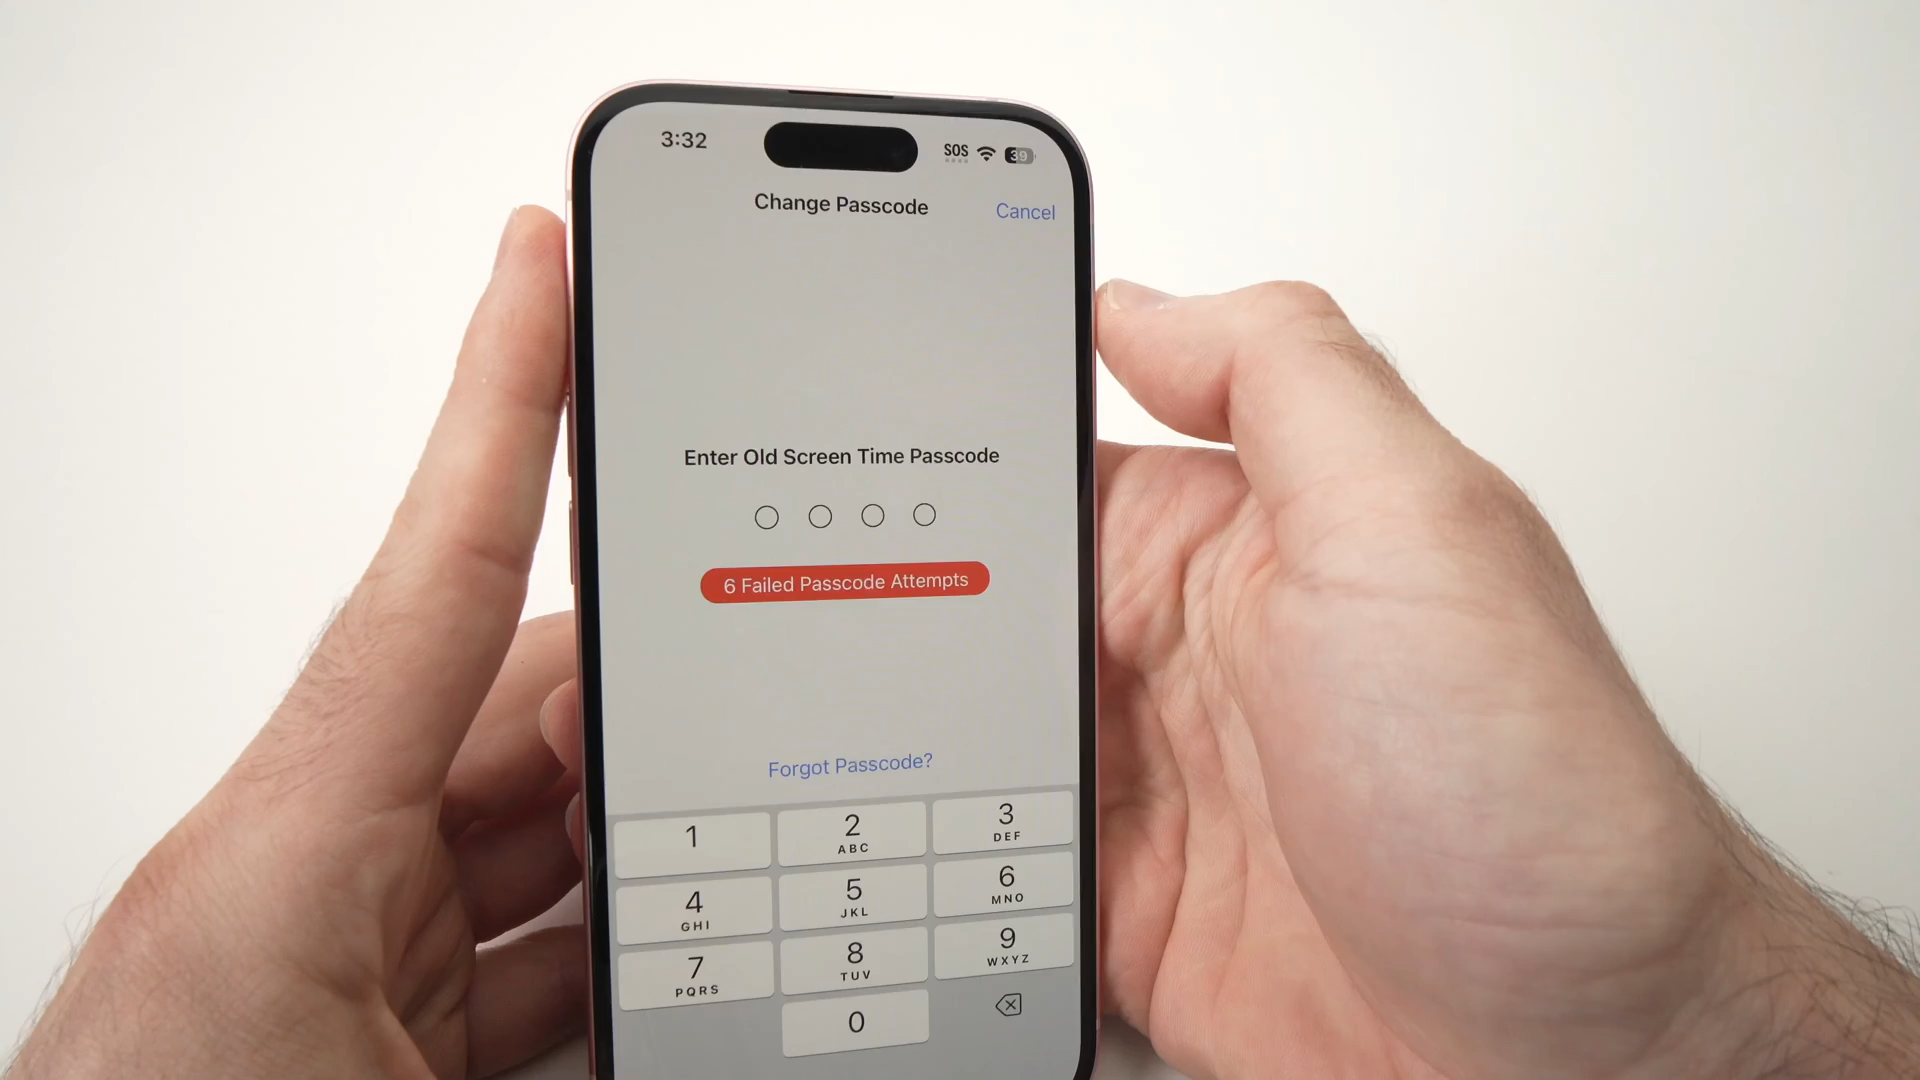 3:32
SOS
39
Change Passcode
Cancel
Enter Old Screen Time Passcode
6 Failed Passcode Attempts
Forgot Passcode?
1
2
ABC
3
DEF
4
GHI
5
JKL
6
MNO
7
PQRS
8
TUV
9
WXYZ
0